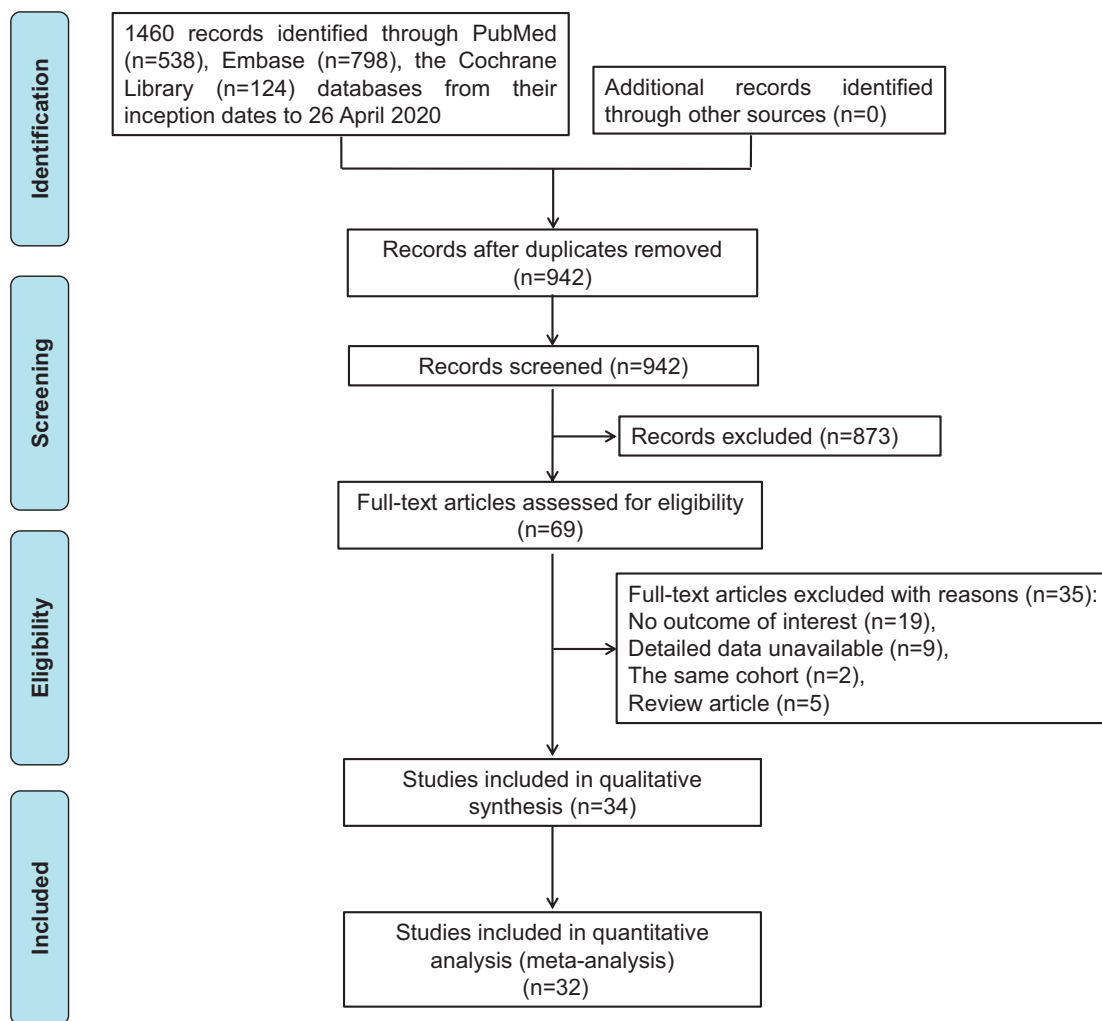 Identification
1460 records identified through PubMed
(n=538), Embase (n=798), the Cochrane
Library (n=124) databases from their
inception dates to 26 April 2020
Additional records identified
through other sources (n=0)
Records after duplicates removed
(n=942)
Screening
Records screened (n=942)
Records excluded (n=873)
Full-text articles assessed for eligibility
(n=69)
Eligibility
Full-text articles excluded with reasons (n=35):
No outcome of interest (n=19),
Detailed data unavailable (n=9),
The same cohort (n=2),
Review article (n=5)
Studies included in qualitative
synthesis (n=34)
Included
Studies included in quantitative
analysis (meta-analysis)
(n=32)